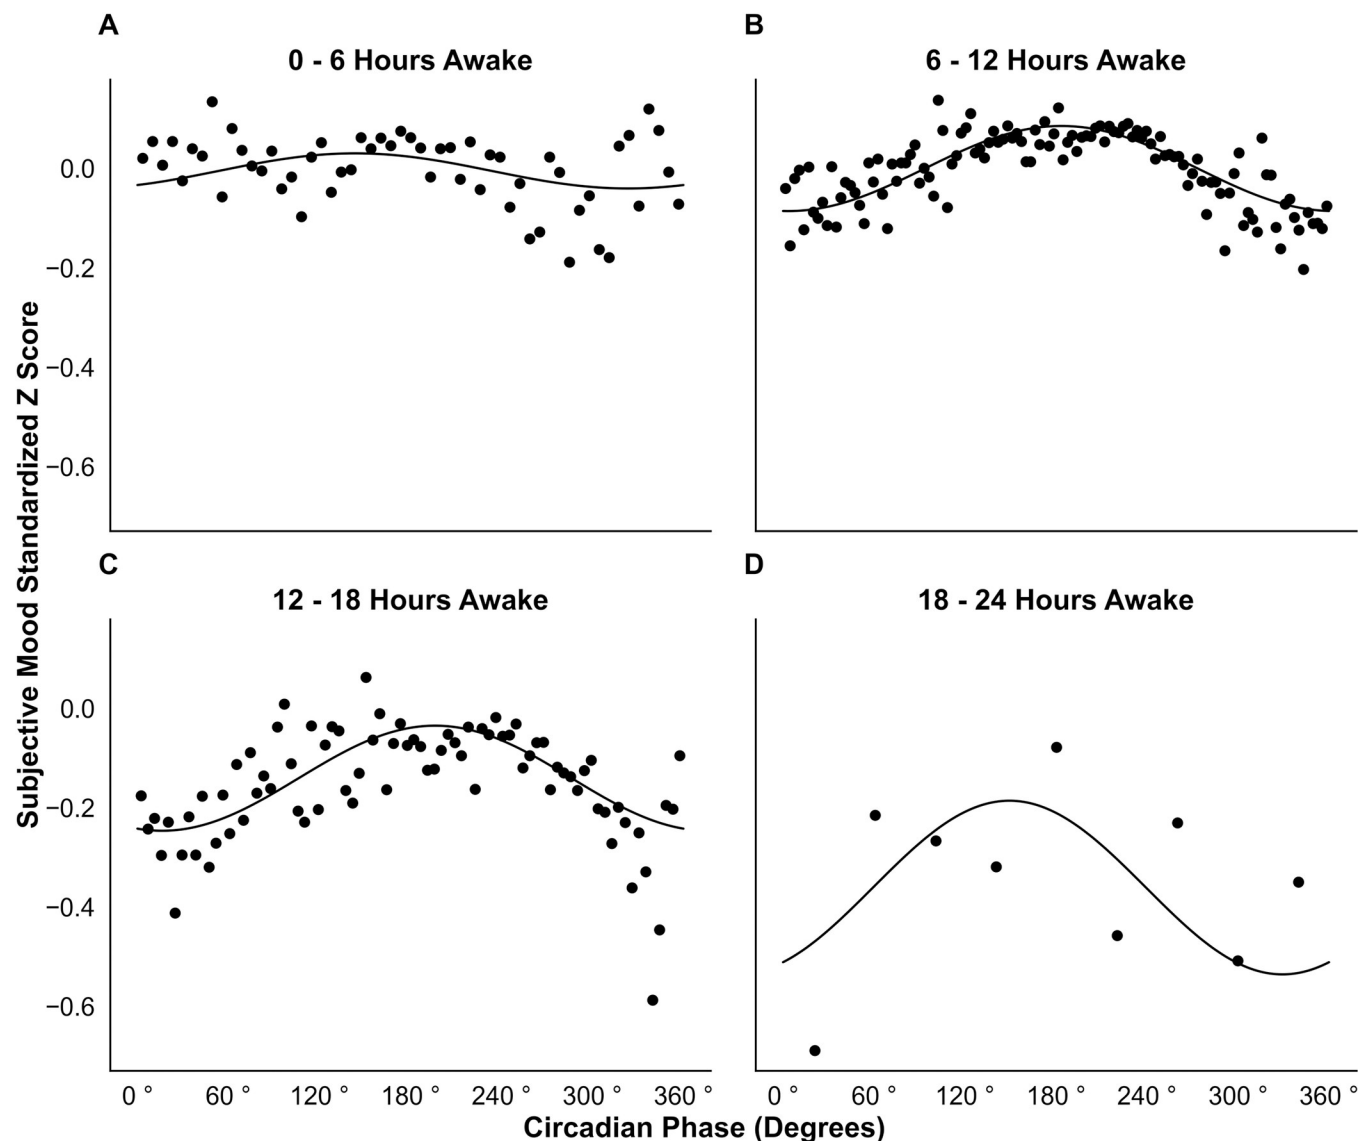 A
0 - 6 Hours Awake
B
6 - 12 Hours Awake
0.0
−0.2
−0.4
−0.6
C
12 - 18 Hours Awake
D
18 - 24 Hours Awake
0.0
−0.2
−0.4
−0.6
Subjective Mood Standardized Z Score
0 ° 60 ° 120 ° 180 ° 240 ° 300 ° 360 °
0 ° 60 ° 120 ° 180 ° 240 ° 300 ° 360 °
Circadian Phase (Degrees)